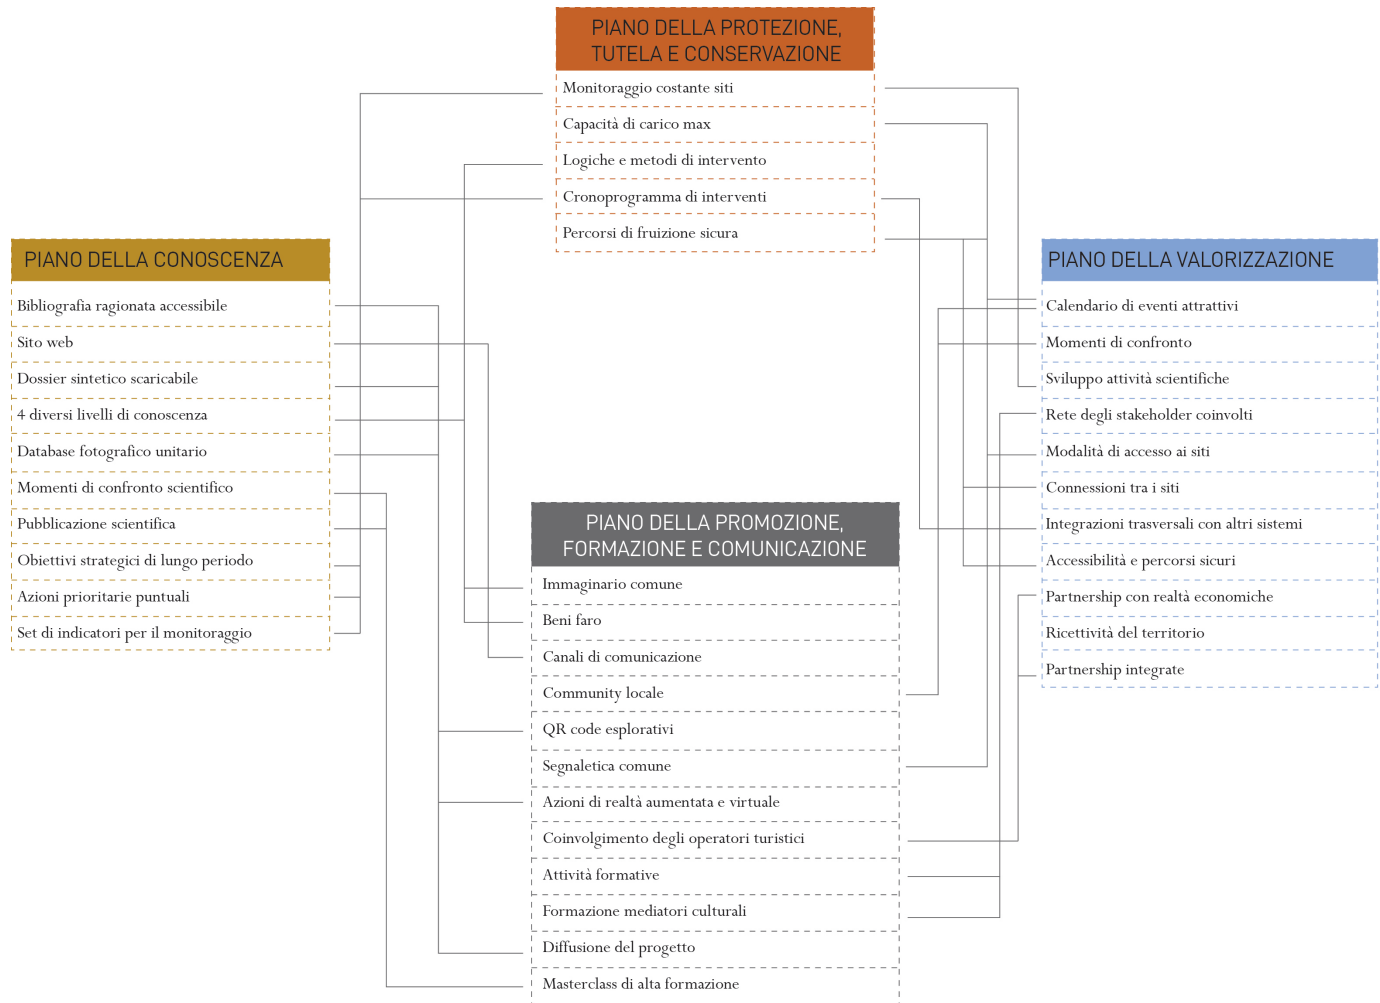 PIANO DELLA PROTEZIONE,
TUTELA E CONSERVAZIONE
Monitoraggio costante siti
Capacità di carico max
Logiche e metodi di intervento
Cronoprogramma di interventi
Percorsi di fruizione sicura
PIANO DELLA CONOSCENZA
Bibliografia ragionata accessibile
Sito web
Dossier sintetico scaricabile
4 diversi livelli di conoscenza
Database fotografico unitario
Momenti di confronto scientifico
Pubblicazione scientifica
Obiettivi strategici di lungo periodo
Azioni prioritarie puntuali
Set di indicatori per il monitoraggio
PIANO DELLA VALORIZZAZIONE
Calendario di eventi attrattivi
Momenti di confronto
Sviluppo attività scientifiche
Rete degli stakeholder coinvolti
Modalità di accesso ai siti
Connessioni tra i siti
Integrazioni trasversali con altri sistemi
Accessibilità e percorsi sicuri
Partnership con realtà economiche
Ricettività del territorio
Partnership integrate
PIANO DELLA PROMOZIONE,
FORMAZIONE E COMUNICAZIONE
Immaginario comune
Beni faro
Canali di comunicazione
Community locale
QR code esplorativi
Segnaletica comune
Azioni di realtà aumentata e virtuale
Coinvolgimento degli operatori turistici
Attività formative
Formazione mediatori culturali
Diffusione del progetto
Masterclass di alta formazione